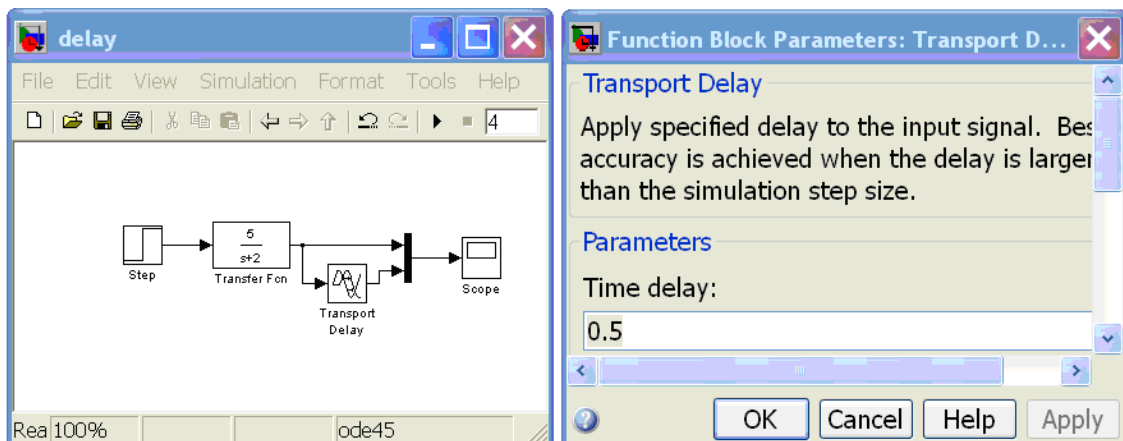 delay
File Edit View Simulation Format Tools Help
4
5
s+2
Step
Transfer Fcn
Transport
Delay
Scope
Rea 100% ode45
Function Block Parameters: Transport D...
Transport Delay
Apply specified delay to the input signal. Bes
accuracy is achieved when the delay is larger
than the simulation step size.
Parameters
Time delay:
0.5
OK Cancel Help Apply